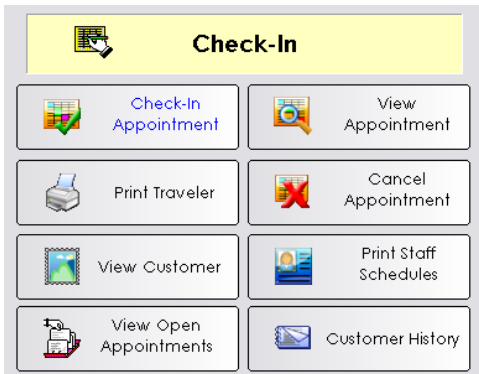 Check-In
Check-In
Appointment
View
Appointment
Print Traveler
Cancel
Appointment
View Customer
Print Staff
Schedules
View Open
Appointments
Customer History